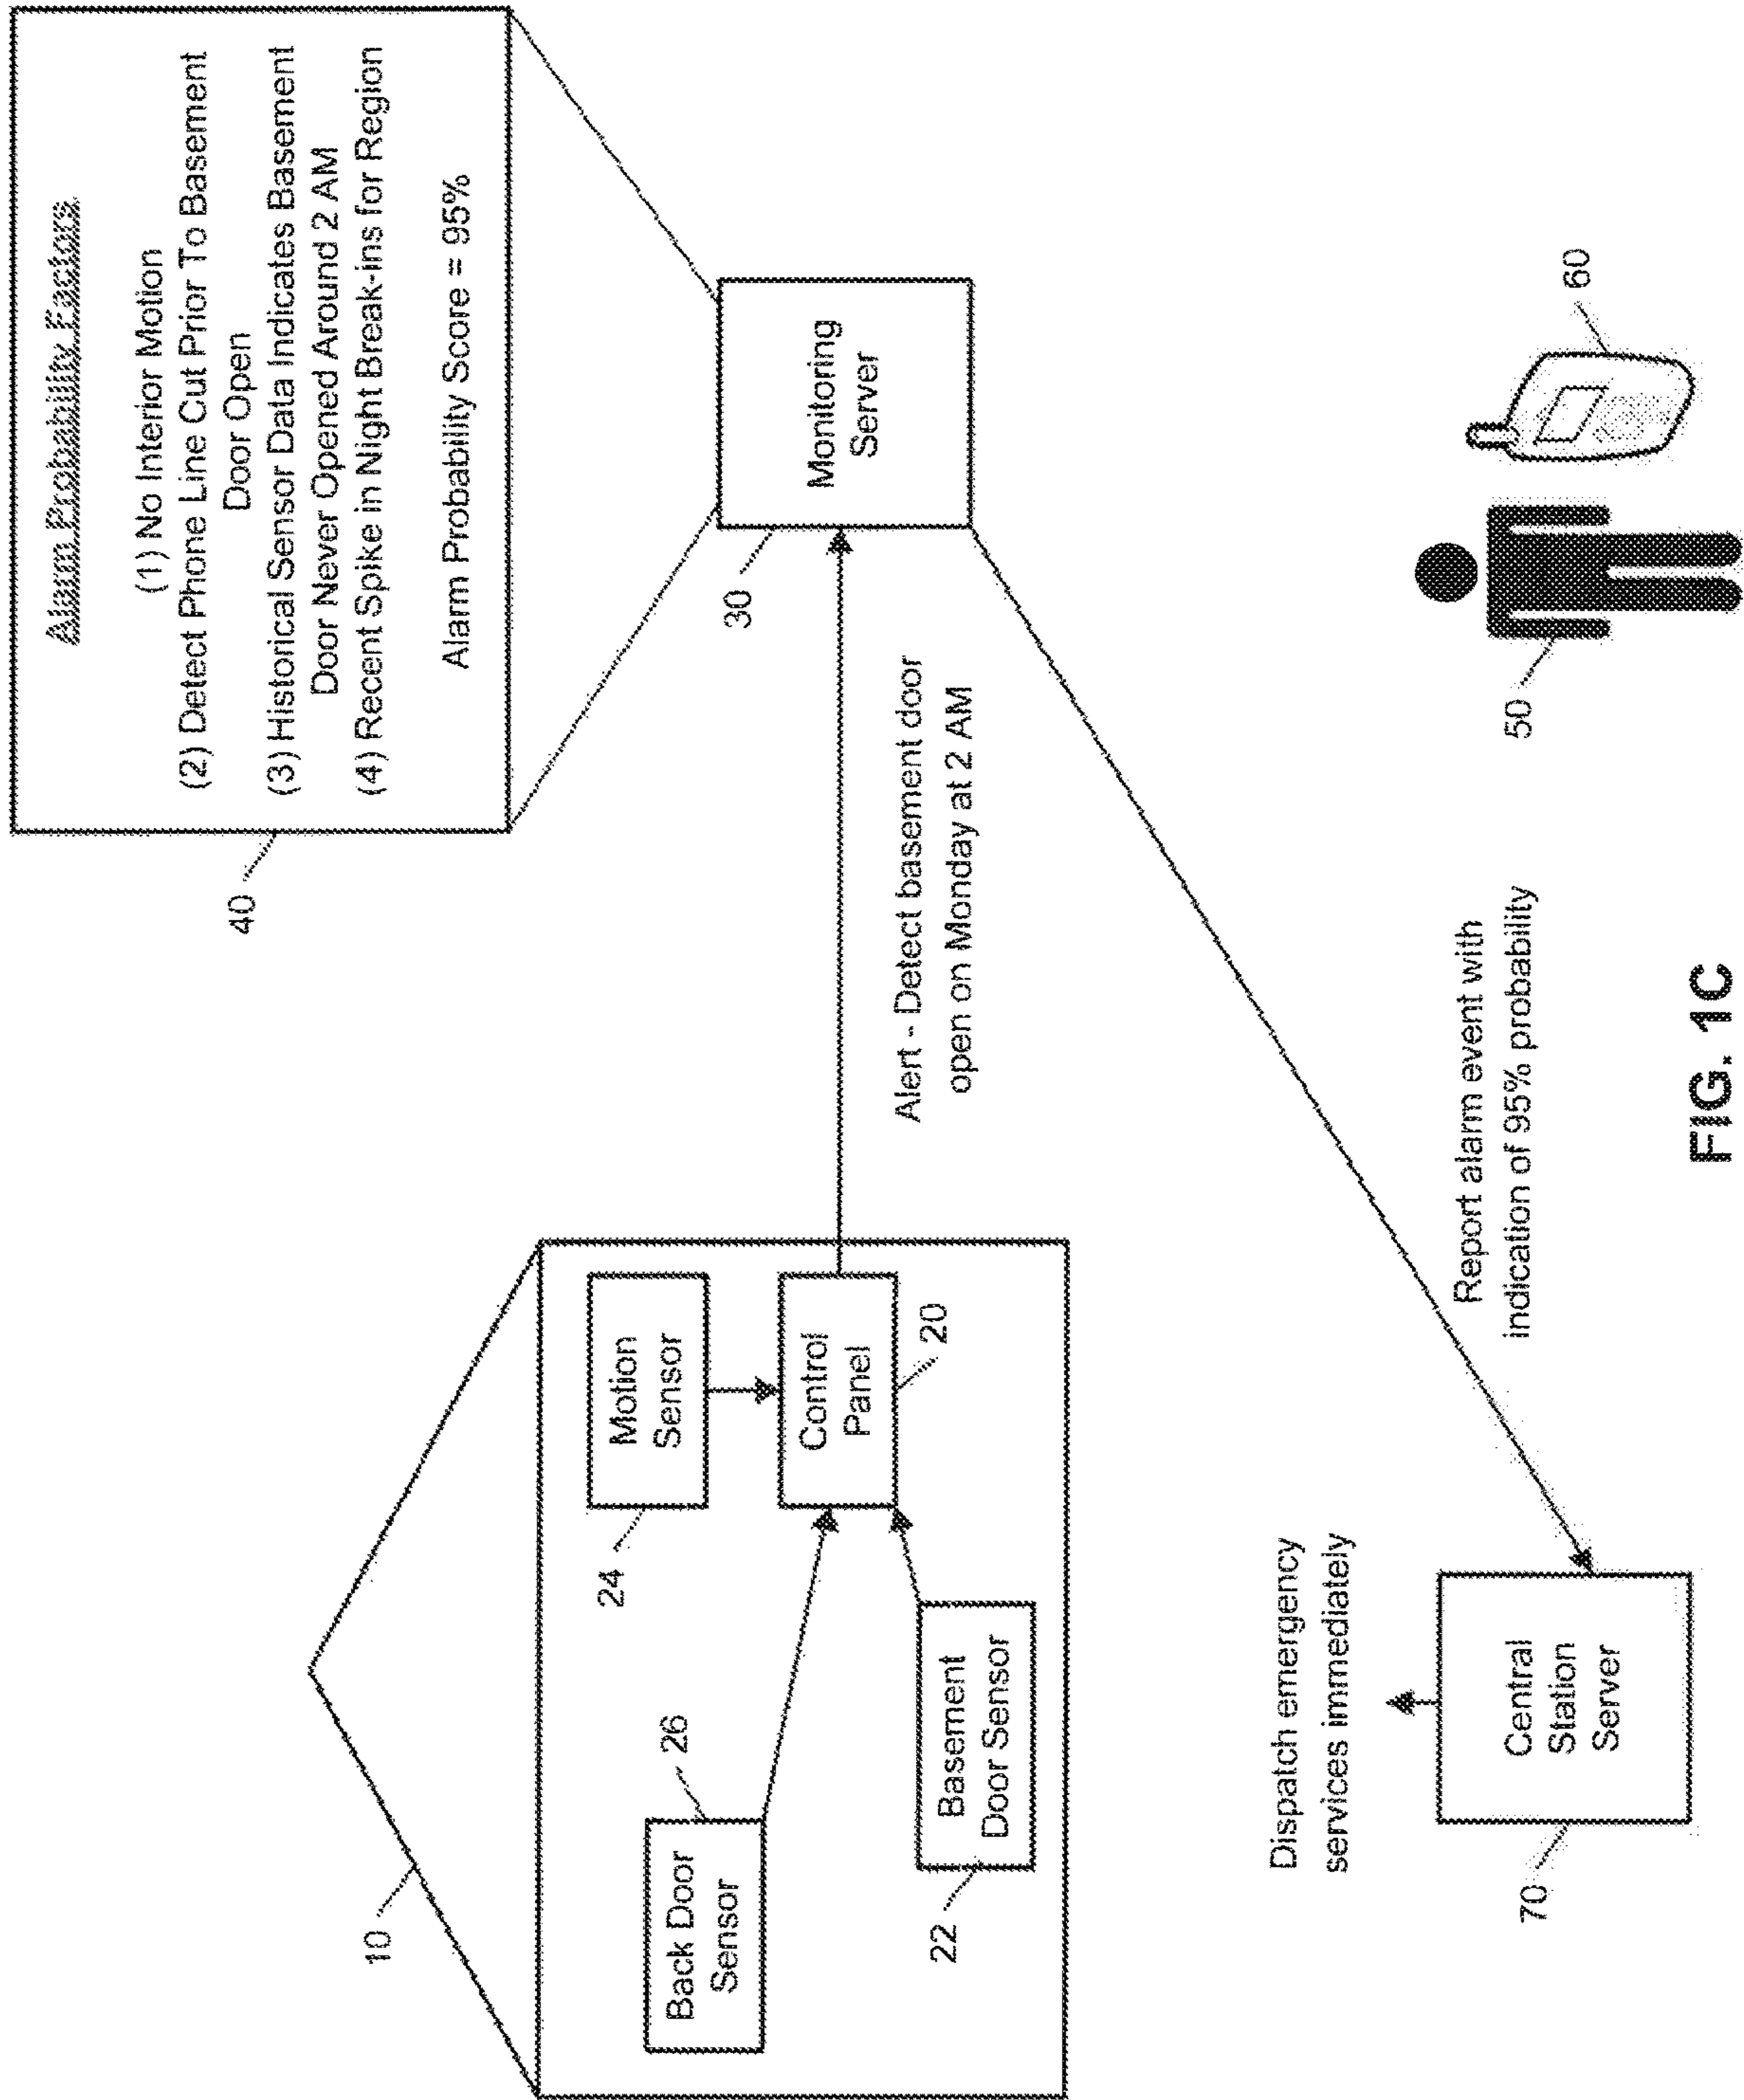 Alarm Probability Factors
(1) No Interior Motion
(2) Detect Phone Line Cut Prior To Basement
Door Open
(3) Historical Sensor Data Indicates Basement
Door Never Opened Around 2 AM
(4) Recent Spike in Night Break-ins for Region
Alarm Probability Score = 95%
40
10
Back Door
Sensor
26
24
Motion
Sensor
Control
Panel
20
Basement
Door Sensor
22
Alert - Detect basement door
open on Monday at 2 AM
30
Monitoring
Server
Dispatch emergency
services immediately
70
Central
Station
Server
Report alarm event with
indication of 95% probability
50
60
FIG. 1C